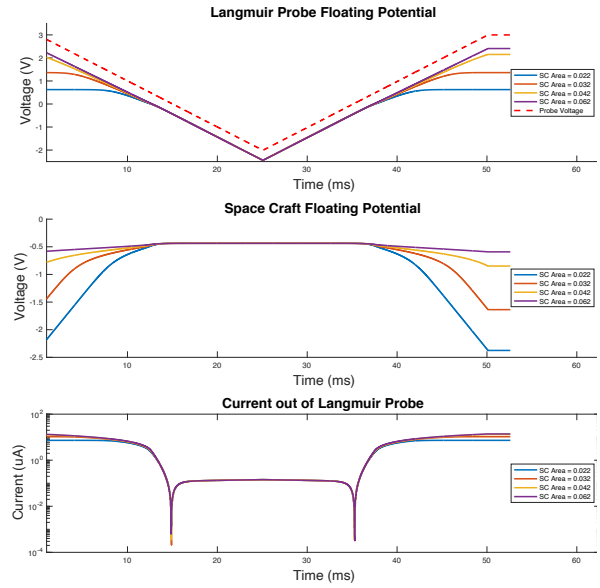 Langmuir Probe Floating Potential
Voltage (V)
3
2
1
0
-1
-2
10
20
30
40
50
60
Time (ms)
SC Area = 0.022
SC Area = 0.032
SC Area = 0.042
SC Area = 0.062
Probe Voltage
Space Craft Floating Potential
Voltage (V)
0
-0.5
-1
-1.5
-2
-2.5
10
20
30
40
50
60
Time (ms)
SC Area = 0.022
SC Area = 0.032
SC Area = 0.042
SC Area = 0.062
Current out of Langmuir Probe
Current (uA)
10^2
10^0
10^-2
10^-4
10
20
30
40
50
60
Time (ms)
SC Area = 0.022
SC Area = 0.032
SC Area = 0.042
SC Area = 0.062